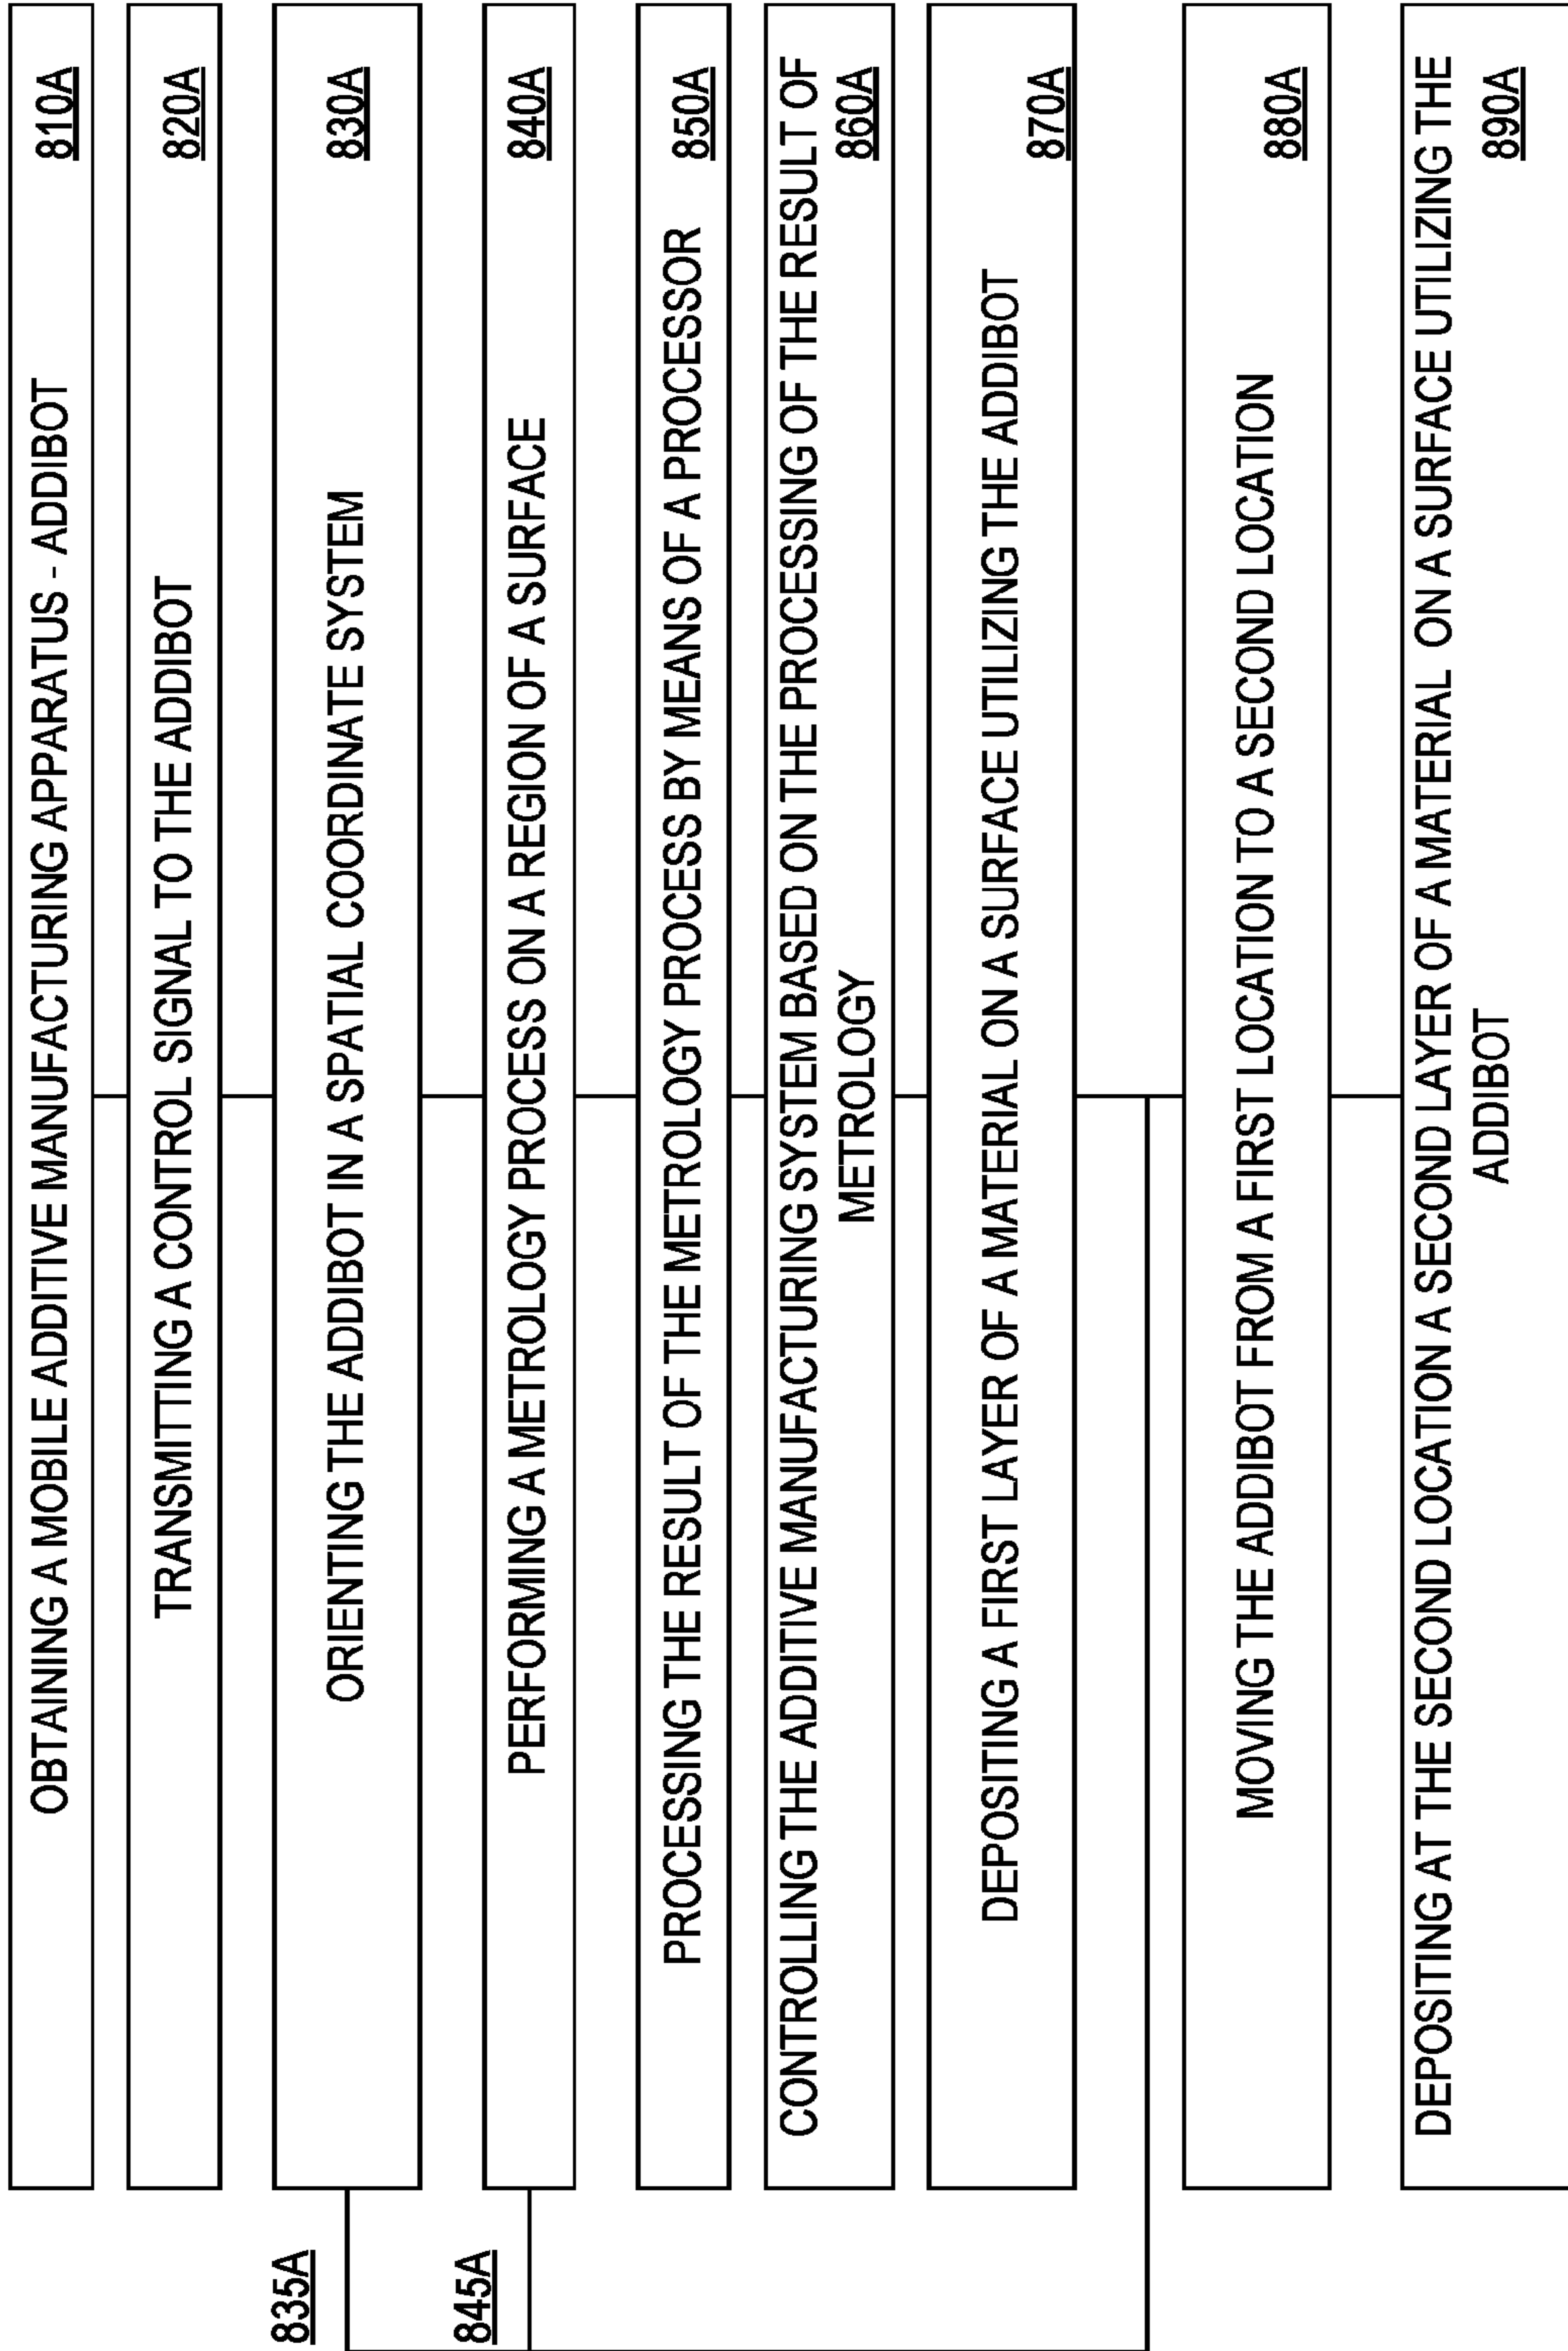 OBTAINING A MOBILE ADDITIVE MANUFACTURING APPARATUS - ADDIBOT
810A
TRANSMITTING A CONTROL SIGNAL TO THE ADDIBOT
820A
835A
ORIENTING THE ADDIBOT IN A SPATIAL COORDINATE SYSTEM
830A
845A
PERFORMING A METROLOGY PROCESS ON A REGION OF A SURFACE
840A
PROCESSING THE RESULT OF THE METROLOGY PROCESS BY MEANS OF A PROCESSOR
850A
CONTROLLING THE ADDITIVE MANUFACTURING SYSTEM BASED ON THE PROCESSING OF THE RESULT OF
METROLOGY
860A
DEPOSITING A FIRST LAYER OF A MATERIAL ON A SURFACE UTILIZING THE ADDIBOT
870A
MOVING THE ADDIBOT FROM A FIRST LOCATION TO A SECOND LOCATION
880A
DEPOSITING AT THE SECOND LOCATION A SECOND LAYER OF A MATERIAL ON A SURFACE UTILIZING THE
ADDIBOT
890A